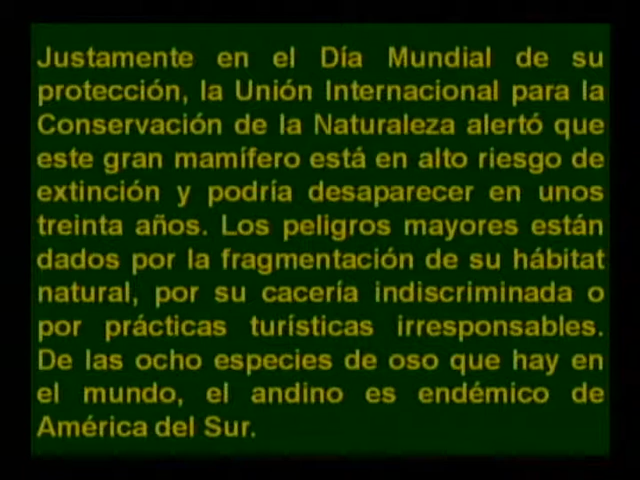 Justamente en el Día Mundial de su
protección, la Unión Internacional para la
Conservación de la Naturaleza alertó que
este gran mamífero está en alto riesgo de
extinción y podría desaparecer en unos
treinta años. Los peligros mayores están
dados por la fragmentación de su hábitat
natural, por su cacería indiscriminada o
por prácticas turísticas irresponsables.
De las ocho especies de oso que hay en
el mundo, el andino es endémico de
América del Sur.